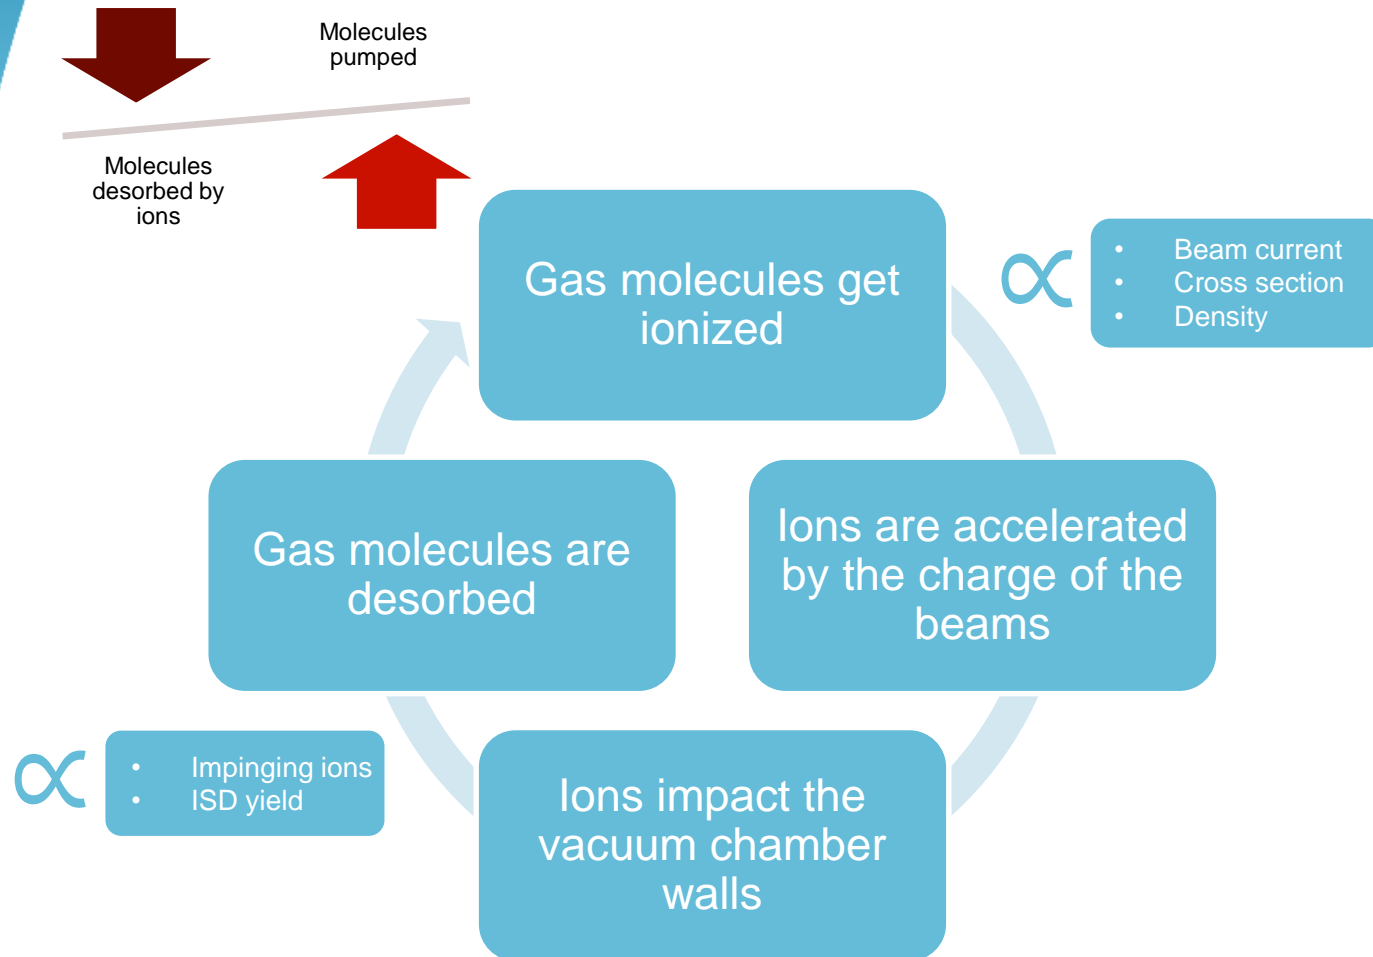 Molecules
pumped
Molecules
desorbed by
ions
Gas molecules get
ionized
∝
• Beam current
• Cross section
• Density
Ions are accelerated
by the charge of the
beams
Gas molecules are
desorbed
∝
• Impinging ions
• ISD yield
Ions impact the
vacuum chamber
walls